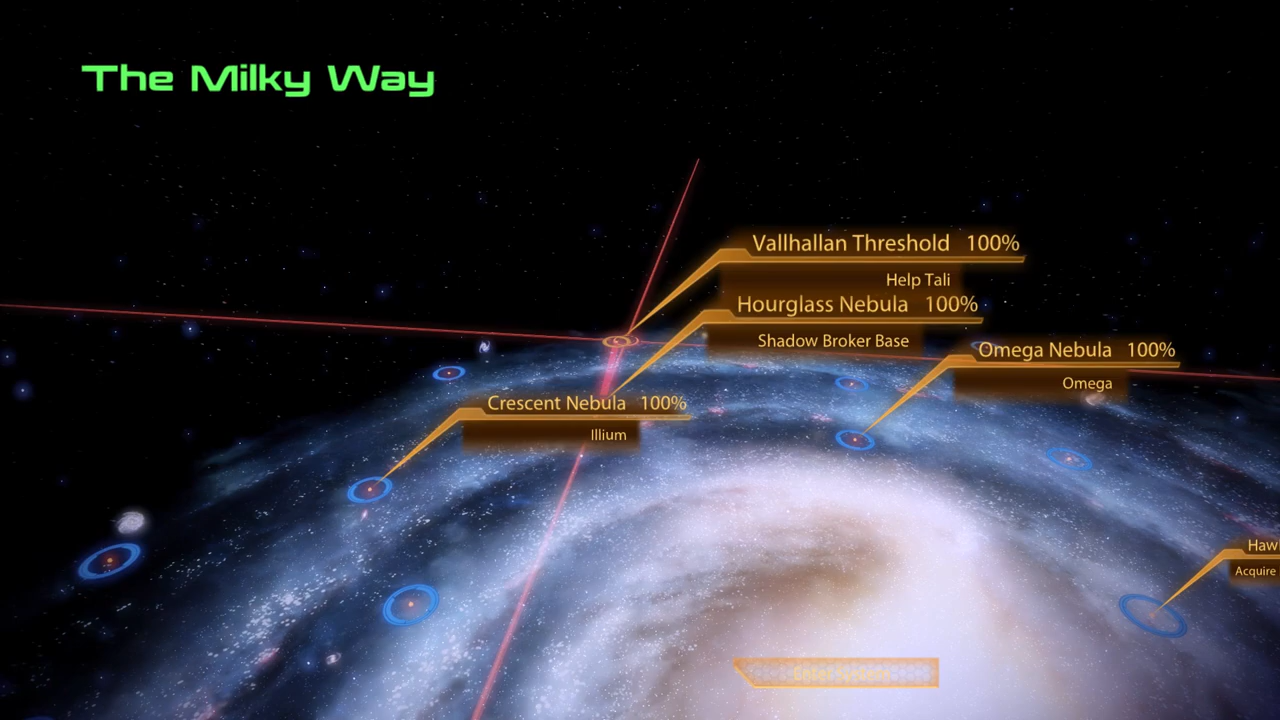 The Milky Way
Vallhallan Threshold 100%
Help Tali
Hourglass Nebula 100%
Shadow Broker Base
Omega Nebula 100%
Omega
Crescent Nebula 100%
Illium
Acquire